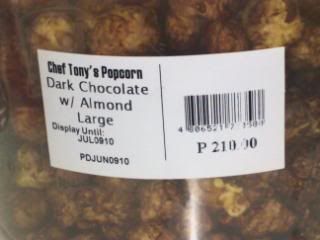 Chef Tony's Popcorn
Dark Chocolate
w/ Almond
Large
Display Until:
JUL0910
PDJUN0910
P 210.00